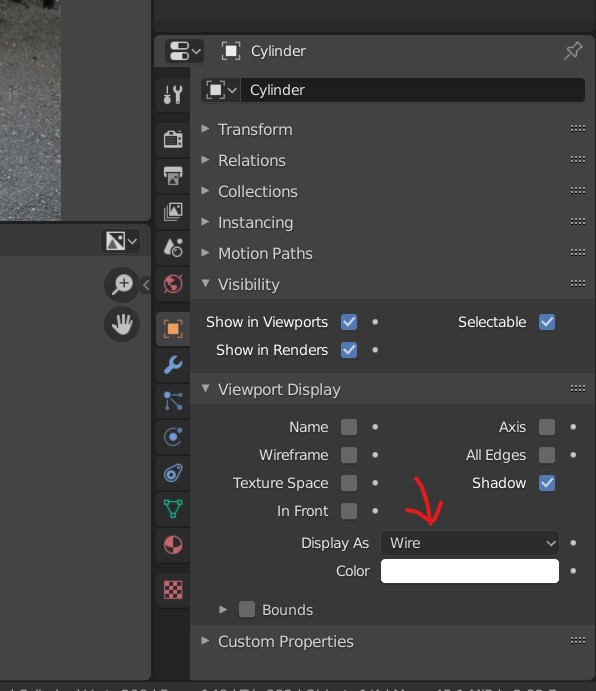 Cylinder
Cylinder
Transform
Relations
Collections
Instancing
Motion Paths
Visibility
Show in Viewports Selectable
Show in Renders
Viewport Display
Name Axis
Wireframe All Edges
Texture Space Shadow
In Front
Display As Wire
Color
Bounds
Custom Properties